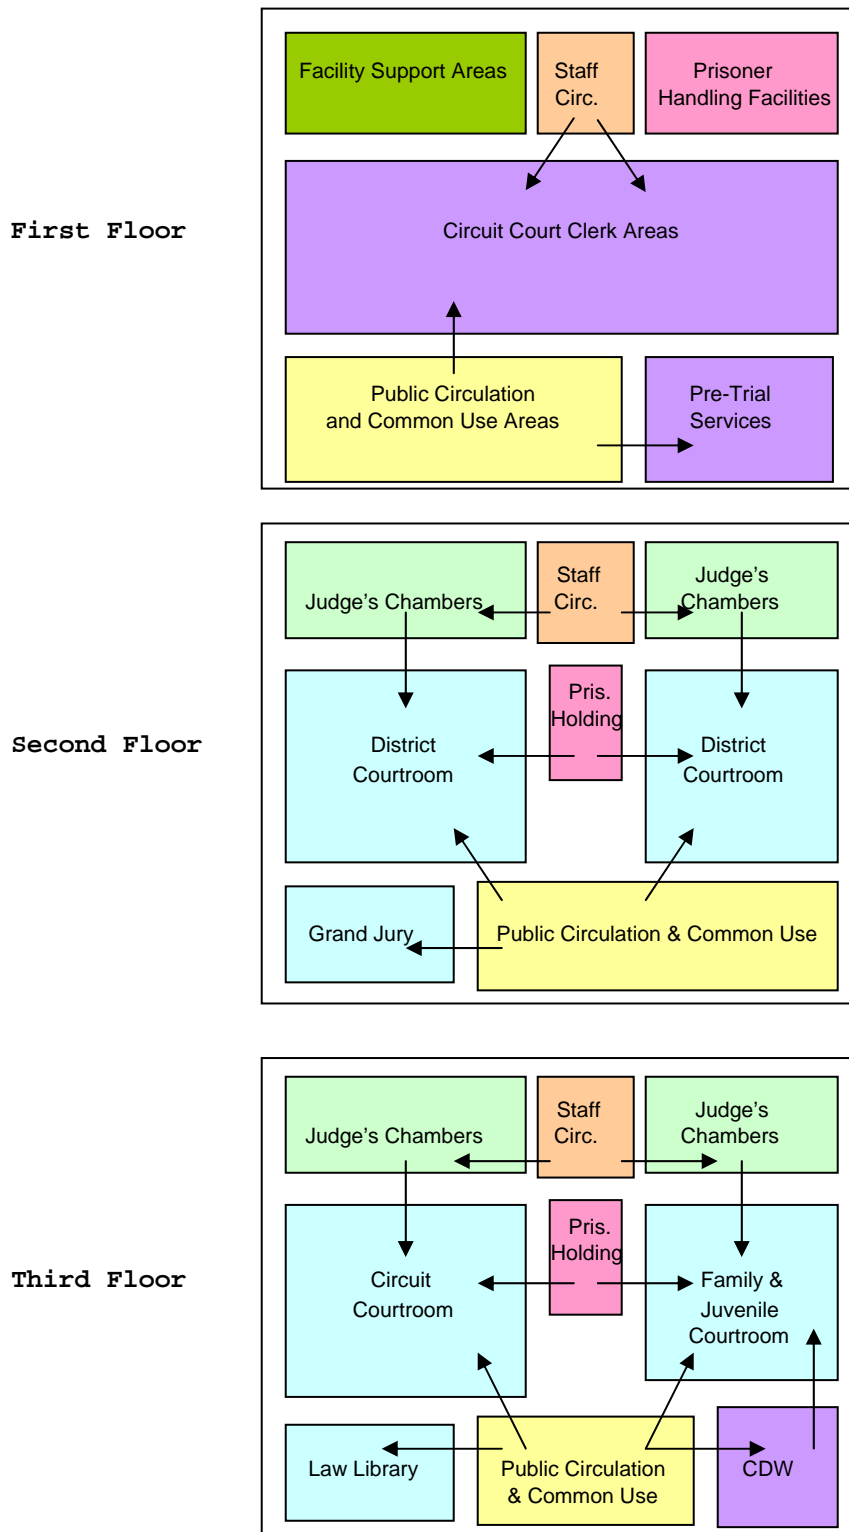 Facility Support Areas
Staff
Circ.
Prisoner
Handling Facilities
First Floor
Circuit Court Clerk Areas
Public Circulation
and Common Use Areas
Pre-Trial
Services
Judge’s Chambers
Staff
Circ.
Judge’s
Chambers
Second Floor
District
Courtroom
Pris.
Holding
District
Courtroom
Grand Jury
Public Circulation & Common Use
Judge’s Chambers
Staff
Circ.
Judge’s
Chambers
Third Floor
Circuit
Courtroom
Pris.
Holding
Family &
Juvenile
Courtroom
Law Library
Public Circulation
& Common Use
CDW